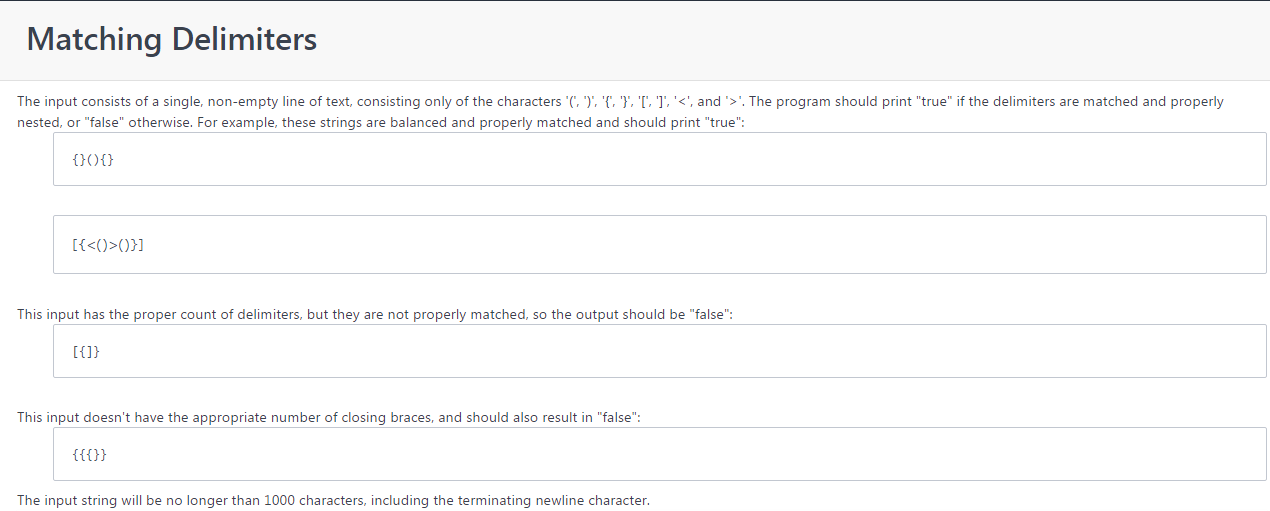 Matching Delimiters
The input consists of a single, non-empty line of text, consisting only of the characters '(', ')', '{', '}', '[', ']', '<', and '>'. The program should print "true" if the delimiters are matched and properly
nested, or "false" otherwise. For example, these strings are balanced and properly matched and should print "true":
{}(){}
[{<()>()}]
This input has the proper count of delimiters, but they are not properly matched, so the output should be "false":
[{]}
This input doesn't have the appropriate number of closing braces, and should also result in "false":
{{{}}
The input string will be no longer than 1000 characters, including the terminating newline character.